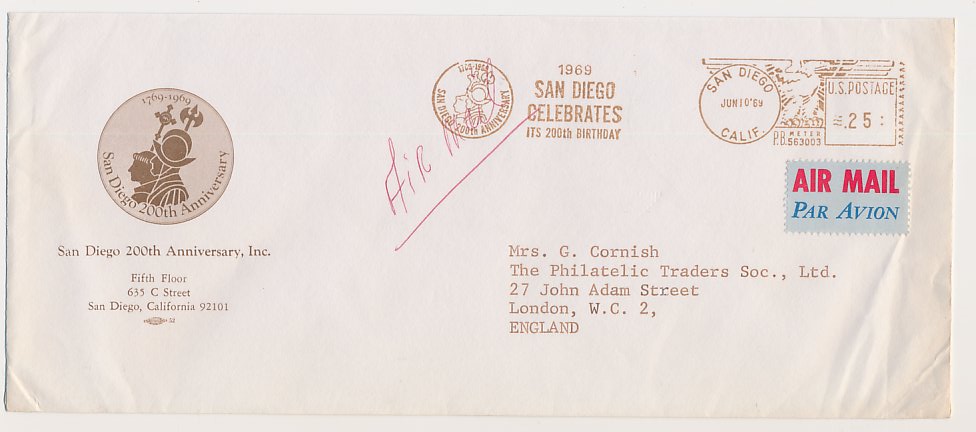 1769-1969
San Diego 200th Anniversary
San Diego 200th Anniversary, Inc.
Fifth Floor
635 C Street
San Diego, California 92101
52
1769-1969
SAN DIEGO 200th ANNIVERSARY
1969
SAN DIEGO
CELEBRATES
ITS 200th BIRTHDAY
SAN DIEGO
JUN 10 '69
CALIF.
U.S. POSTAGE
.25
P.B. METER
563003
Air Mail
AIR MAIL
PAR AVION
Mrs. G. Cornish
The Philatelic Traders Soc., Ltd.
27 John Adam Street
London, W.C. 2,
ENGLAND